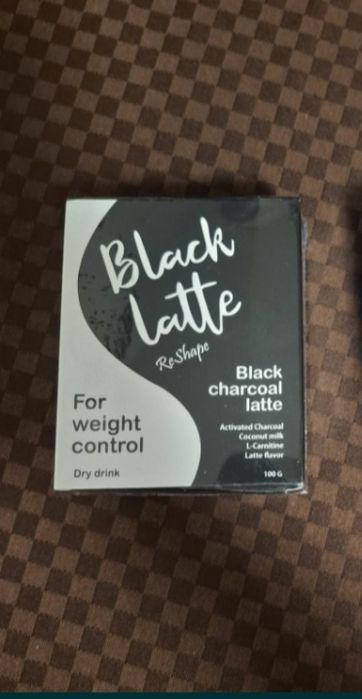 Black
latte
ReShape
Black
charcoal
latte
Activated Charcoal
Coconut milk
L-Carnitine
Latte flavor
100 G
For
weight
control
Dry drink